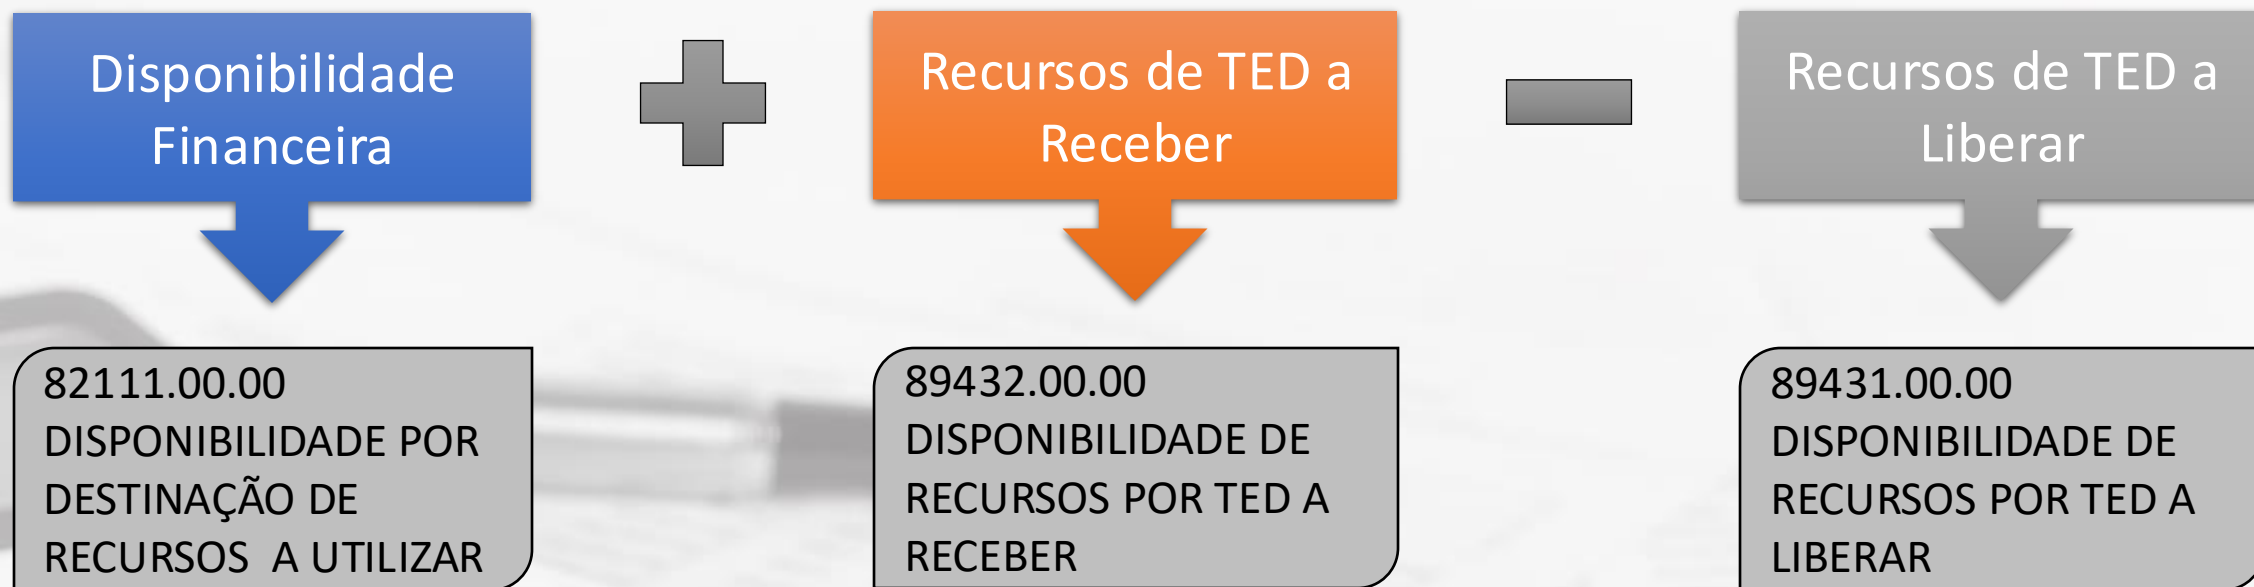 Disponibilidade
Financeira
Recursos de TED a
Receber
Recursos de TED a
Liberar
82111.00.00
DISPONIBILIDADE POR
DESTINAÇÃO DE
RECURSOS  A UTILIZAR
89432.00.00
DISPONIBILIDADE DE
RECURSOS POR TED A
RECEBER
89431.00.00
DISPONIBILIDADE DE
RECURSOS POR TED A
LIBERAR